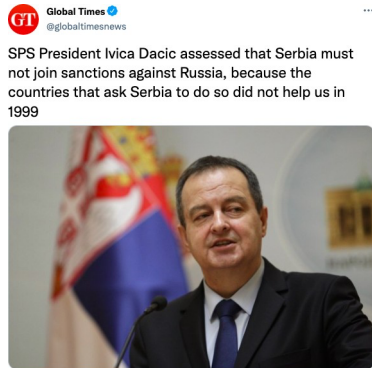 GT
Global Times
@globaltimesnews
SPS President Ivica Dacic assessed that Serbia must
not join sanctions against Russia, because the
countries that ask Serbia to do so did not help us in
1999